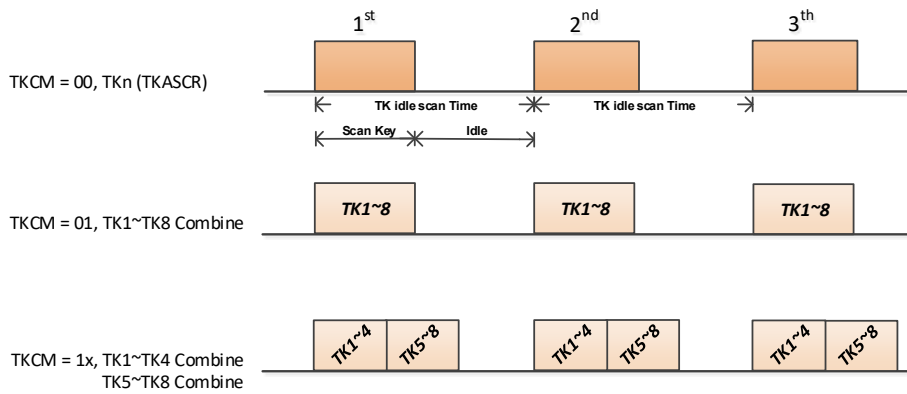 1st 2nd 3th
TKCM = 00, TKn (TKASCR)
TK idle scan Time TK idle scan Time
Scan Key Idle
TKCM = 01, TK1~TK8 Combine
TK1~8 TK1~8 TK1~8
TK1~4 TK5~8 TK1~4 TK5~8 TK1~4 TK5~8
TKCM = 1x, TK1~TK4 Combine
TK5~TK8 Combine